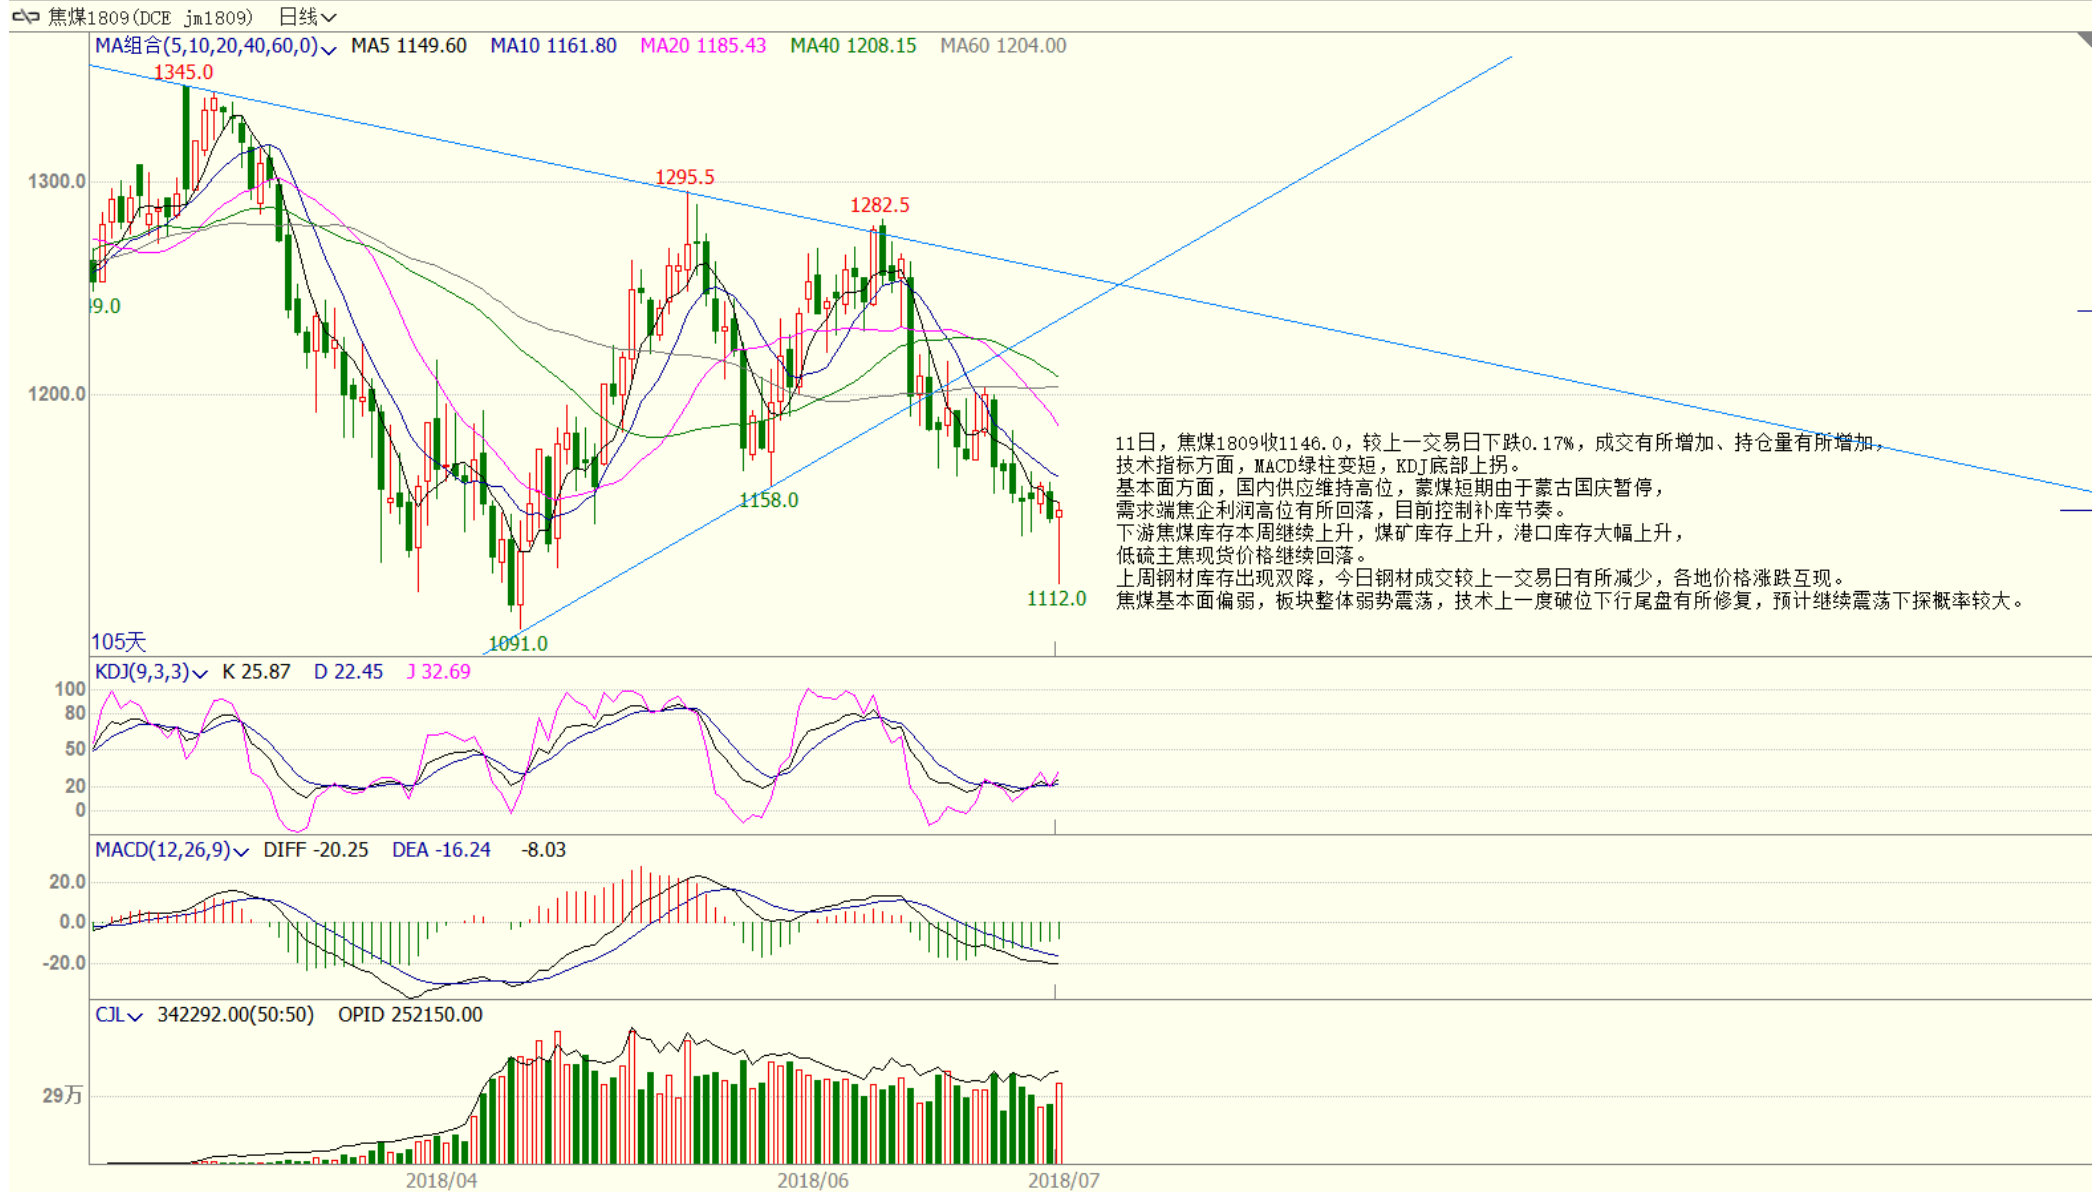 焦煤1809(DCE jm1809) 日线
MA组合(5,10,20,40,60,0) MA5 1149.60 MA10 1161.80 MA20 1185.43 MA40 1208.15 MA60 1204.00
1345.0
1300.0
1295.5
1282.5
49.0
1200.0
11日，焦煤1809收1146.0，较上一交易日下跌0.17%，成交有所增加、持仓量有所增加，
技术指标方面，MACD绿柱变短，KDJ底部上拐。
基本面方面，国内供应维持高位，蒙煤短期由于蒙古国庆暂停，
需求端焦企利润高位有所回落，目前控制补库节奏。
下游焦煤库存本周继续上升，煤矿库存上升，港口库存大幅上升，
低硫主焦现货价格继续回落。
上周钢材库存出现双降，今日钢材成交较上一交易日有所减少，各地价格涨跌互现。
焦煤基本面偏弱，板块整体弱势震荡，技术上一度破位下行尾盘有所修复，预计继续震荡下探概率较大。
1158.0
1112.0
1091.0
105天
KDJ(9,3,3) K 25.87 D 22.45 J 32.69
100
80
50
20
0
MACD(12,26,9) DIFF -20.25 DEA -16.24 -8.03
20.0
0.0
-20.0
CJL 342292.00(50:50) OPID 252150.00
29万
2018/04 2018/06 2018/07